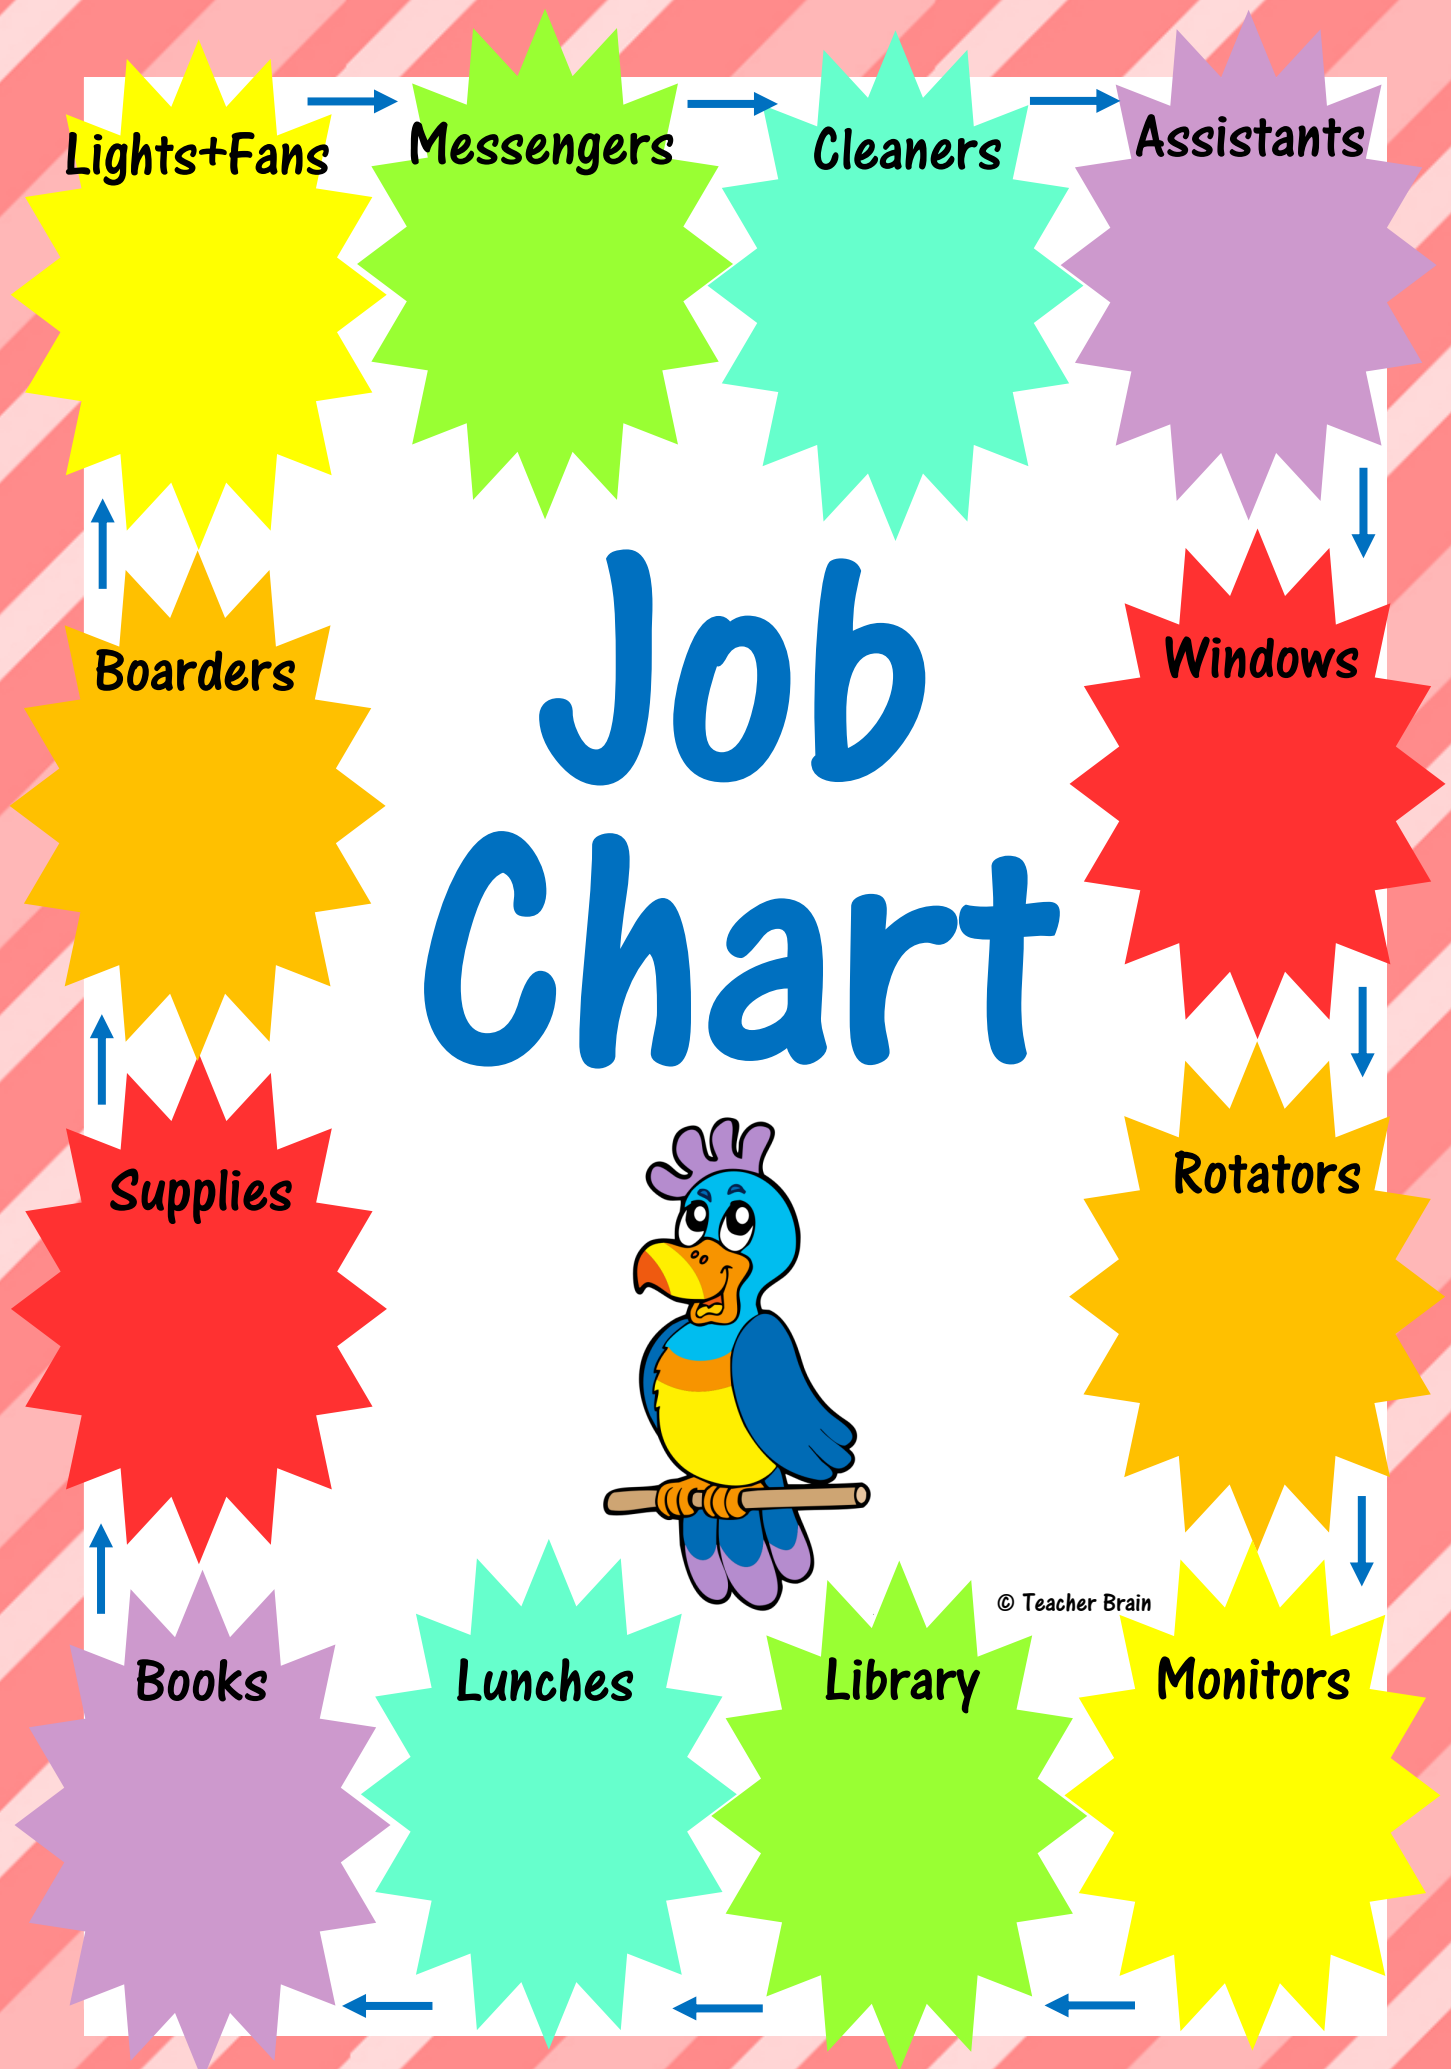 Lights+Fans
Messengers
Cleaners
Assistants
Windows
Rotators
Monitors
Library
Lunches
Books
Supplies
Boarders
Job
Chart
© Teacher Brain